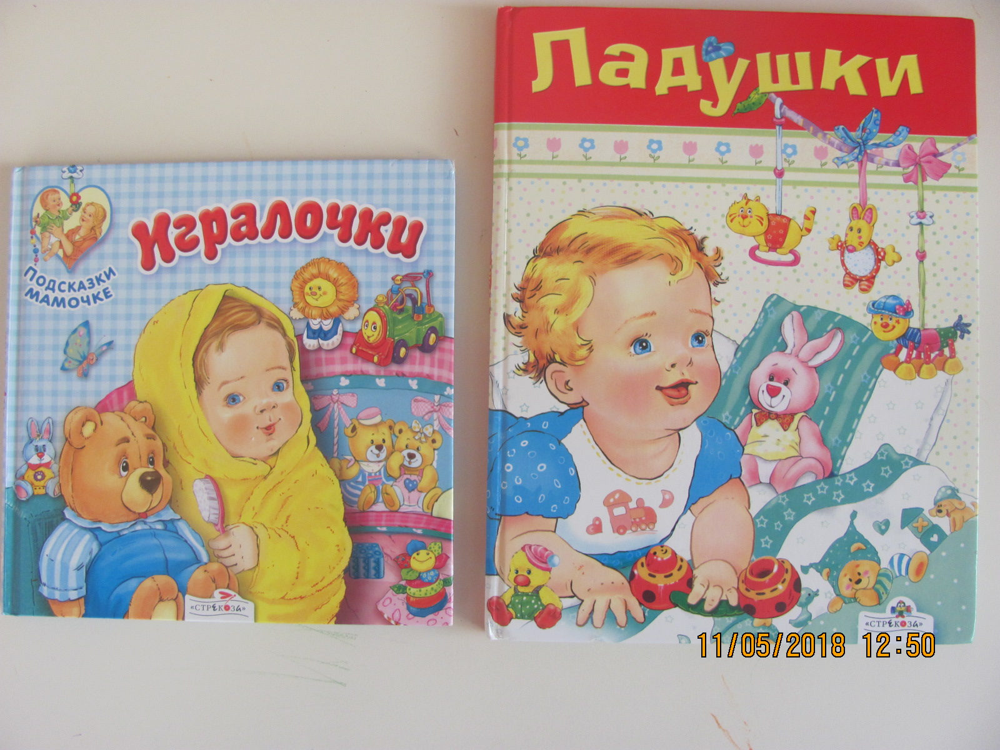 Игралочки
Подсказки
мамочке
«СТРЕКОЗА»
Ладушки
«СТРЕКОЗА»
11/05/2018 12:50